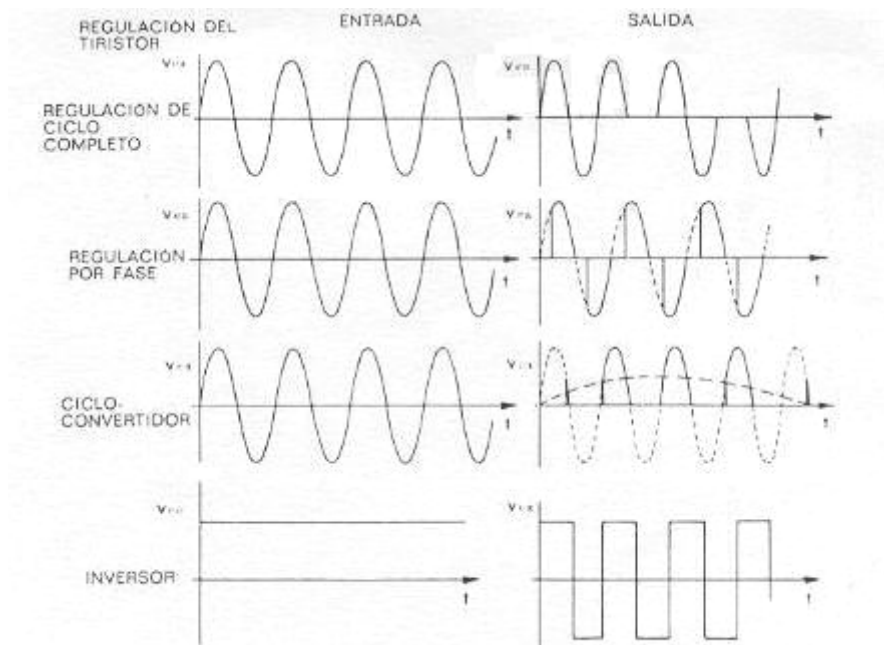 REGULACION DEL
TIRISTOR
ENTRADA
SALIDA
REGULACION DE
CICLO
COMPLETO
t
t
REGULACION
POR FASE
t
t
CICLO-
CONVERTIDOR
t
t
INVERSOR
t
t